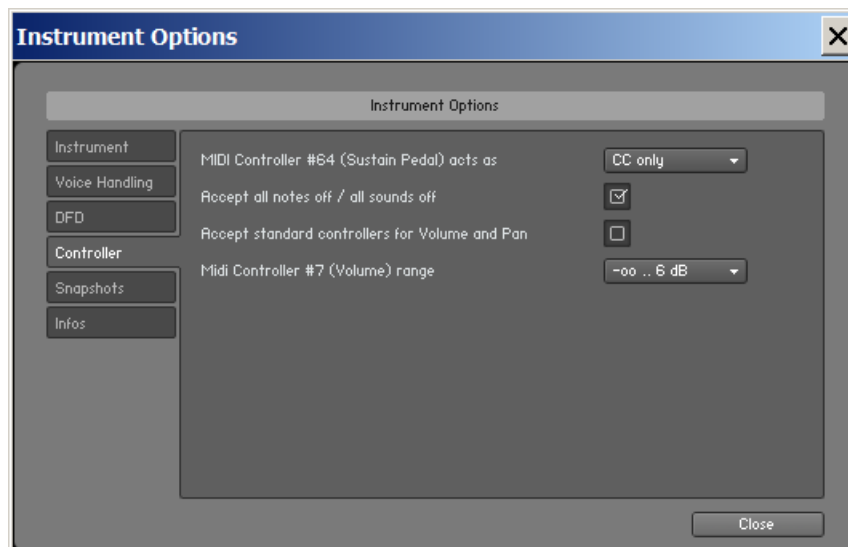 Instrument Options
Instrument Options
Instrument
Voice Handling
DFD
Controller
Snapshots
Infos
MIDI Controller #64 (Sustain Pedal) acts as CC only
Accept all notes off / all sounds off
Accept standard controllers for Volume and Pan
Midi Controller #7 (Volume) range -oo .. 6 dB
Close